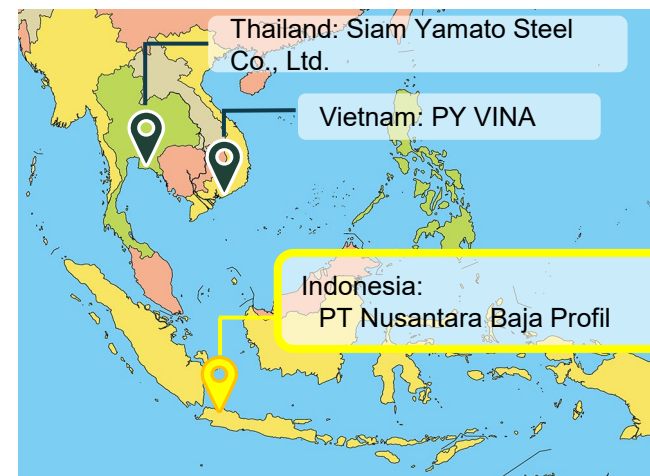 Thailand: Siam Yamato Steel
Co., Ltd.
Vietnam: PY VINA
Indonesia:
PT Nusantara Baja Profil